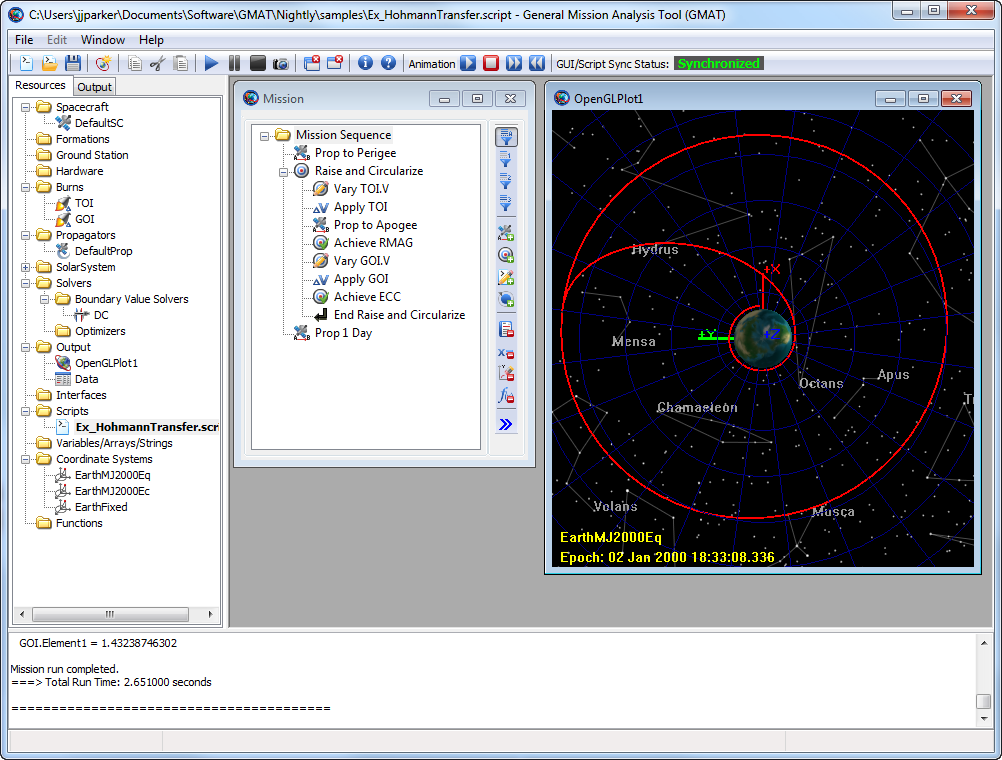 C:\Users\jjparker\Documents\Software\GMAT\Nightly\samples\Ex_HohmannTransfer.script - General Mission Analysis Tool (GMAT)
File Edit Window Help
Animation GUI/Script Sync Status: Synchronized
Resources Output
Spacecraft
DefaultSC
Formations
Ground Station
Hardware
Burns
TOI
GOI
Propagators
DefaultProp
SolarSystem
Solvers
Boundary Value Solvers
DC
Optimizers
Output
OpenGLPlot1
Data
Interfaces
Scripts
Ex_HohmannTransfer.scri
Variables/Arrays/Strings
Coordinate Systems
EarthMJ2000Eq
EarthMJ2000Ec
EarthFixed
Functions
Mission
Mission Sequence
Prop to Perigee
Raise and Circularize
Vary TOI.V
Apply TOI
Prop to Apogee
Achieve RMAG
Vary GOI.V
Apply GOI
Achieve ECC
End Raise and Circularize
Prop 1 Day
OpenGLPlot1
Hydrus
+X
Mensa
+Y
+Z
Octans
Apus
Chamaeleon
Volans
Musca
EarthMJ2000Eq
Epoch: 02 Jan 2000 18:33:08.336
GOI.Element1 = 1.43238746302
Mission run completed.
===> Total Run Time: 2.651000 seconds
========================================